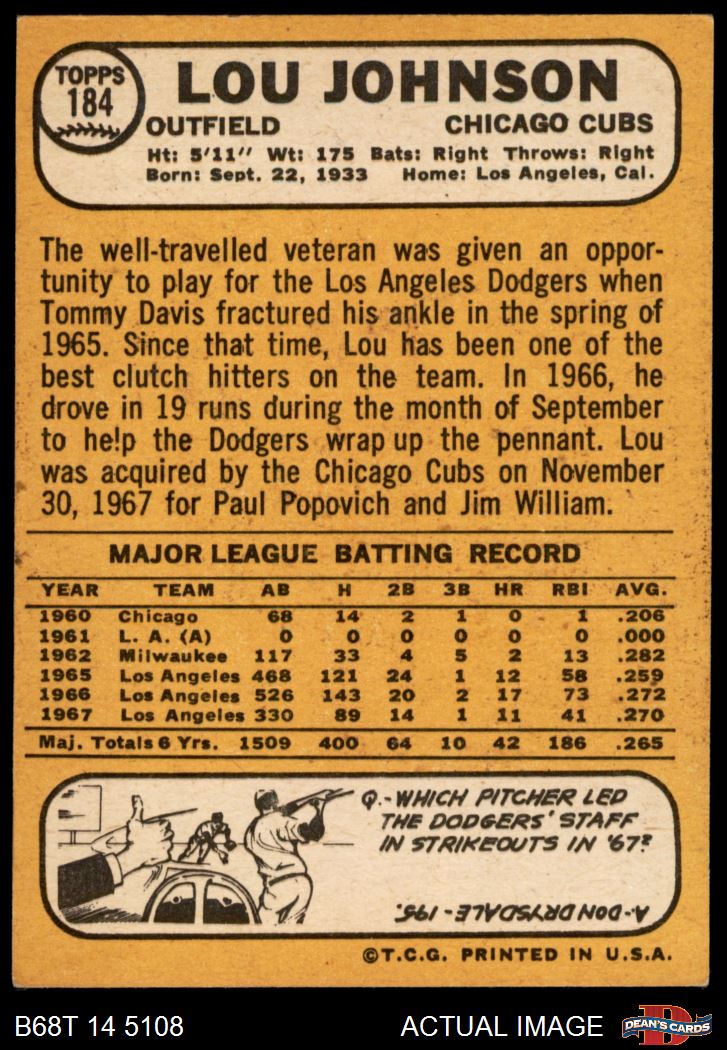 TOPPS
184
LOU JOHNSON
OUTFIELD CHICAGO CUBS
Ht: 5'11" Wt: 175 Bats: Right Throws: Right
Born: Sept. 22, 1933 Home: Los Angeles, Cal.
The well-travelled veteran was given an oppor-
tunity to play for the Los Angeles Dodgers when
Tommy Davis fractured his ankle in the spring of
1965. Since that time, Lou has been one of the
best clutch hitters on the team. In 1966, he
drove in 19 runs during the month of September
to help the Dodgers wrap up the pennant. Lou
was acquired by the Chicago Cubs on November
30, 1967 for Paul Popovich and Jim William.
MAJOR LEAGUE BATTING RECORD
YEAR TEAM AB H 2B 3B HR RBI AVG.
1960 Chicago 68 14 2 1 0 1 .206
1961 L. A. (A) 0 0 0 0 0 0 .000
1962 Milwaukee 117 33 4 5 2 13 .282
1965 Los Angeles 468 121 24 1 12 58 .259
1966 Los Angeles 526 143 20 2 17 73 .272
1967 Los Angeles 330 89 14 1 11 41 .270
Maj. Totals 6 Yrs. 1509 400 64 10 42 186 .265
Q.-WHICH PITCHER LED
THE DODGERS' STAFF
IN STRIKEOUTS IN '67?
A-DON DRYSDALE-196.
©T.C.G. PRINTED IN U.S.A.
B68T 14 5108 ACTUAL IMAGE
D
DEAN'S CARDS